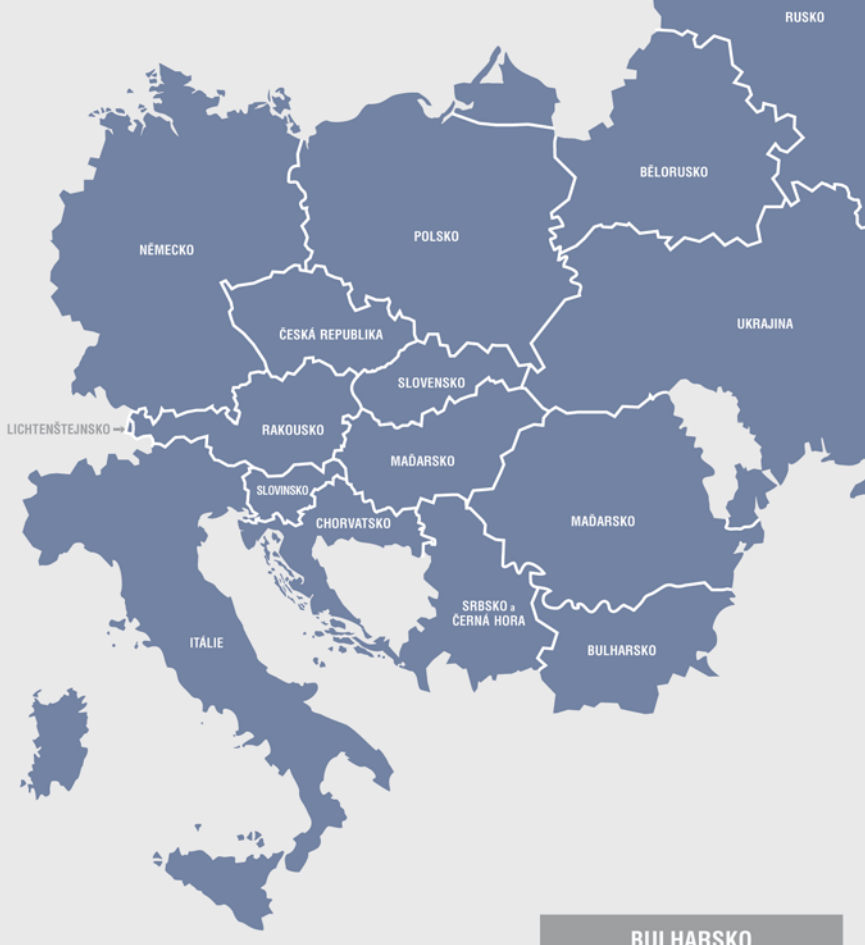 RUSKO
BĚLORUSKO
POLSKO
NĚMECKO
UKRAJINA
ČESKÁ REPUBLIKA
SLOVENSKO
LICHTENŠTEJNSKO
RAKOUSKO
MAĎARSKO
SLOVINSKO
CHORVATSKO
MAĎARSKO
SRBSKO a
ČERNÁ HORA
ITÁLIE
BULHARSKO
BULHARSKO